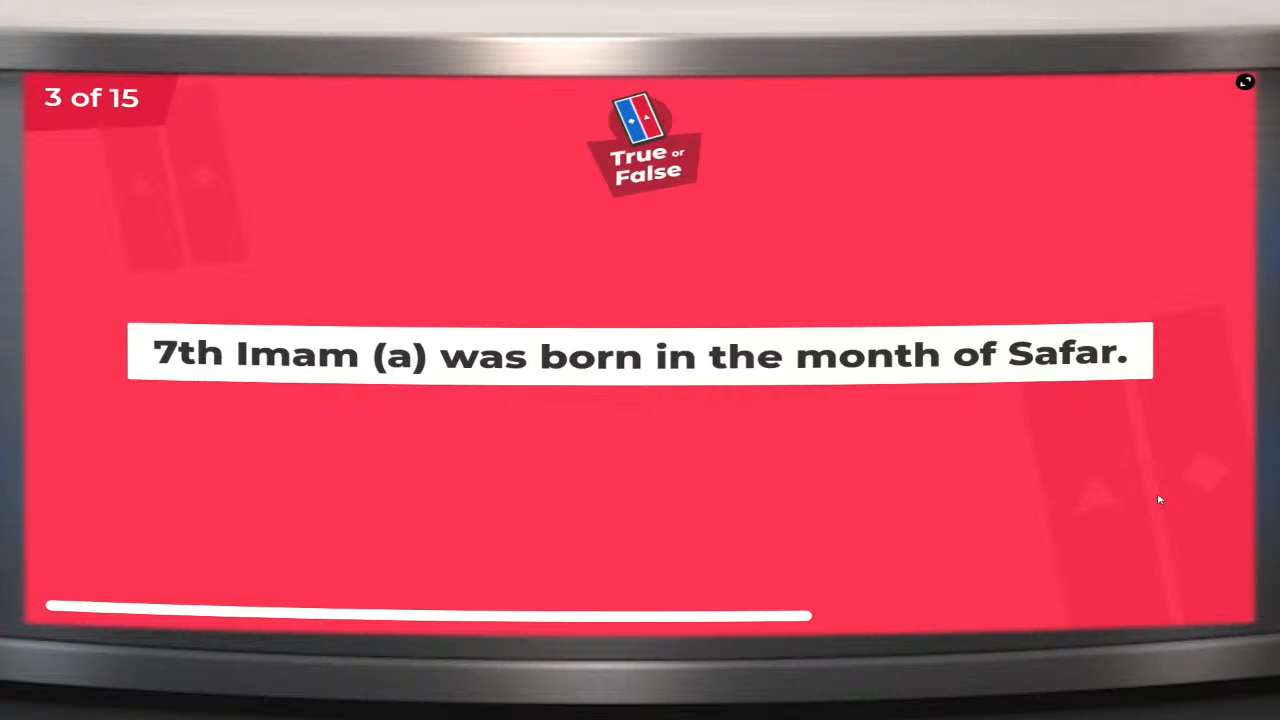 3 of 15
True or
False
7th Imam (a) was born in the month of Safar.